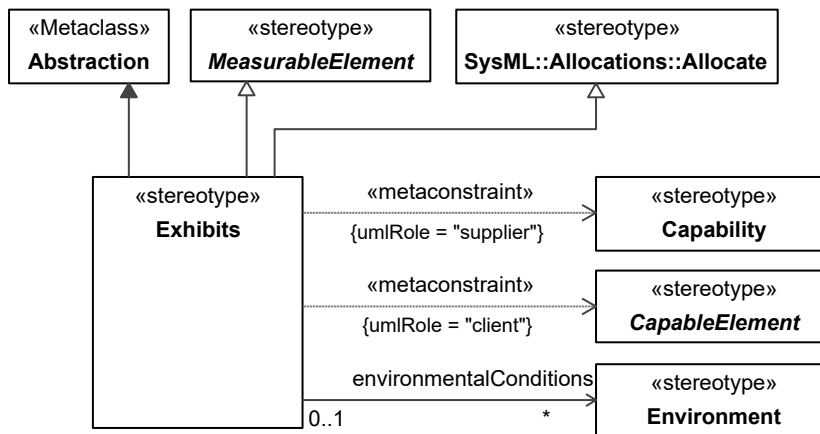 «Metaclass»
Abstraction
«stereotype»
MeasurableElement
«stereotype»
SysML::Allocations::Allocate
«stereotype»
Exhibits
«metaconstraint»
{umlRole = "supplier"}
«stereotype»
Capability
«metaconstraint»
{umlRole = "client"}
«stereotype»
CapableElement
environmentalConditions
0..1
*
«stereotype»
Environment